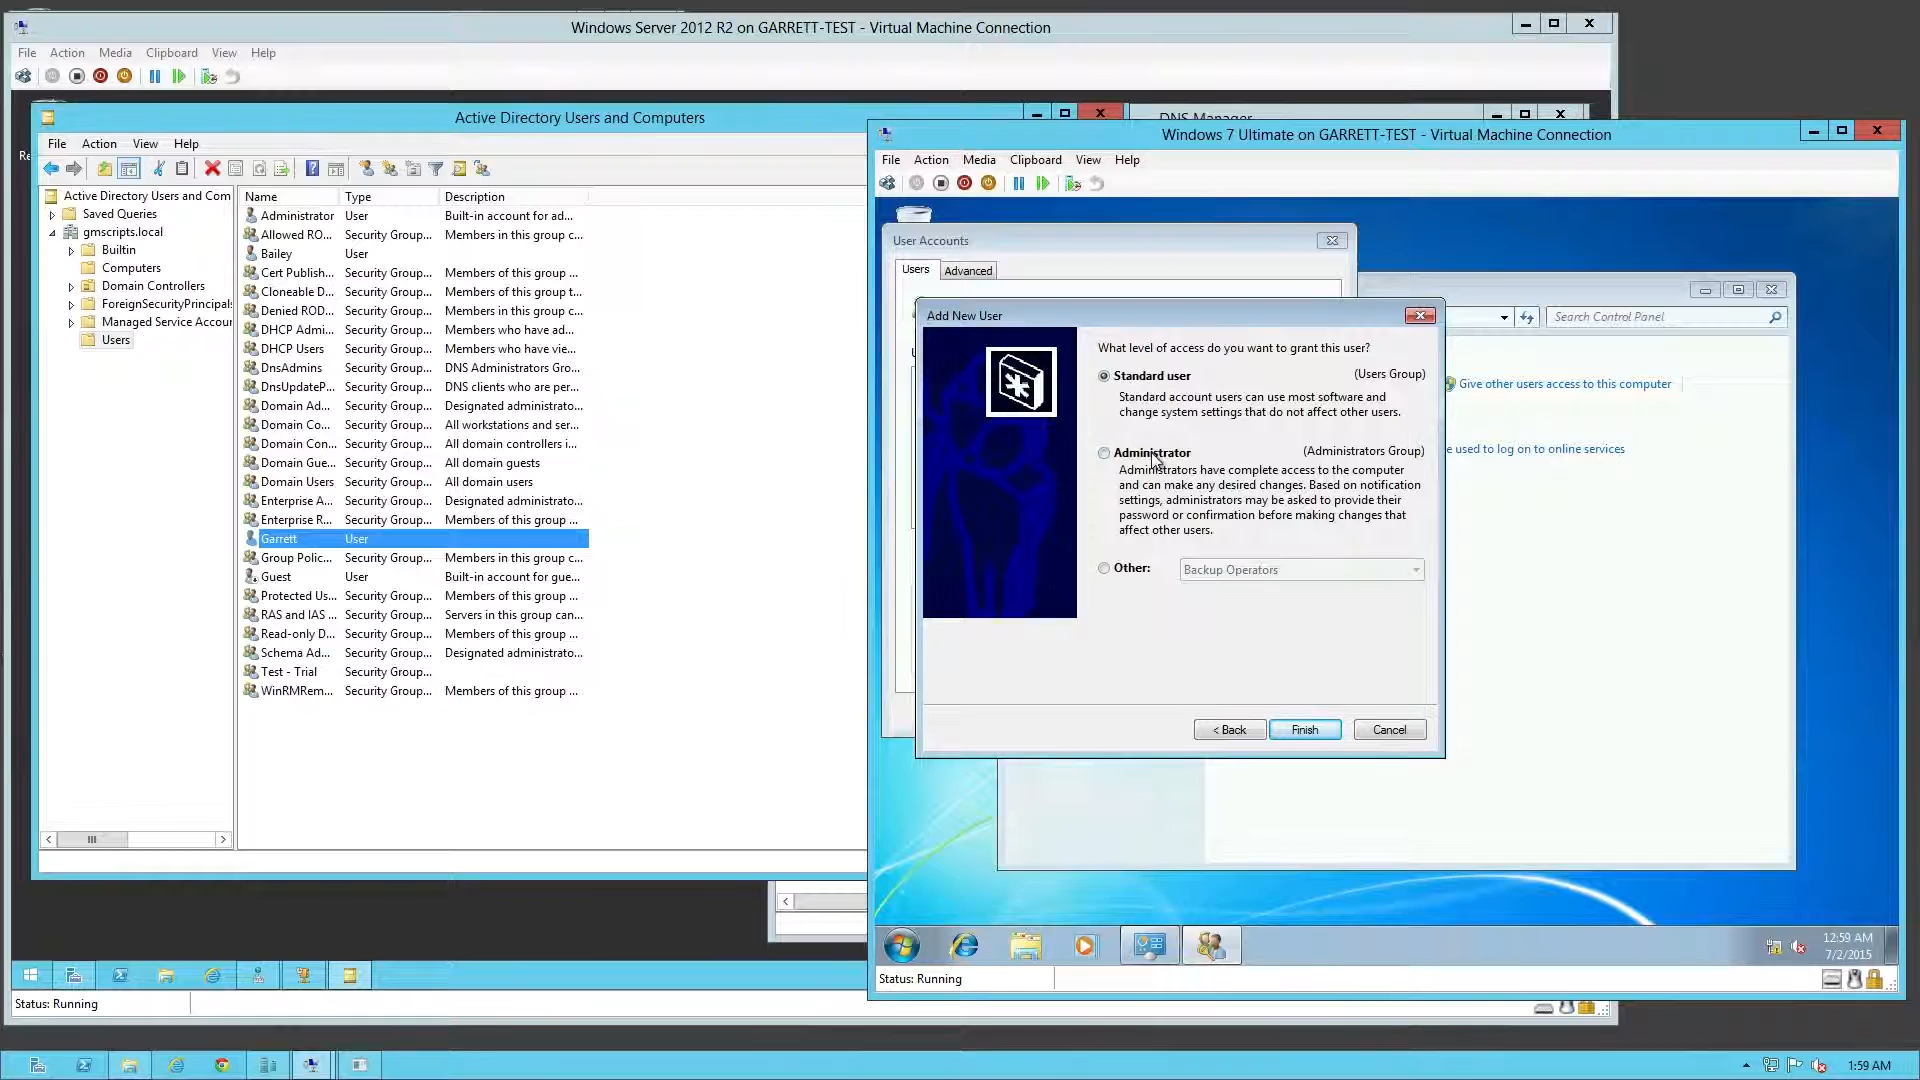 Windows Server 2012 R2 on GARRETT-TEST - Virtual Machine Connection
File Action Media Clipboard View Help
Active Directory Users and Computers
File Action View Help
Active Directory Users and Com
Saved Queries
gmscripts.local
Builtin
Computers
Domain Controllers
ForeignSecurityPrincipals
Managed Service Accour
Users
Name Type Description
Administrator User Built-in account for ad...
Allowed RO... Security Group... Members in this group c...
Bailey User
Cert Publish... Security Group... Members of this group ...
Cloneable D... Security Group... Members of this group t...
Denied ROD... Security Group... Members in this group c...
DHCP Admi... Security Group... Members who have ad...
DHCP Users Security Group... Members who have vie...
DnsAdmins Security Group... DNS Administrators Gro...
DnsUpdateP... Security Group... DNS clients who are per...
Domain Ad... Security Group... Designated administrato...
Domain Co... Security Group... All workstations and ser...
Domain Con... Security Group... All domain controllers i...
Domain Gue... Security Group... All domain guests
Domain Users Security Group... All domain users
Enterprise A... Security Group... Designated administrato...
Enterprise R... Security Group... Members of this group ...
Garrett User
Group Polic... Security Group... Members in this group c...
Guest User Built-in account for gue...
Protected Us... Security Group... Members of this group ...
RAS and IAS ... Security Group... Servers in this group can...
Read-only D... Security Group... Members of this group ...
Schema Ad... Security Group... Designated administrato...
Test - Trial Security Group...
WinRMRem... Security Group... Members of this group ...
Status: Running
DNS Manager
Windows 7 Ultimate on GARRETT-TEST - Virtual Machine Connection
File Action Media Clipboard View Help
User Accounts
Users Advanced
Search Control Panel
Give other users access to this computer
e used to log on to online services
Add New User
What level of access do you want to grant this user?
Standard user (Users Group)
Standard account users can use most software and
change system settings that do not affect other users.
Administrator (Administrators Group)
Administrators have complete access to the computer
and can make any desired changes. Based on notification
settings, administrators may be asked to provide their
password or confirmation before making changes that
affect other users.
Other: Backup Operators
< Back Finish Cancel
12:59 AM
7/2/2015
Status: Running
1:59 AM